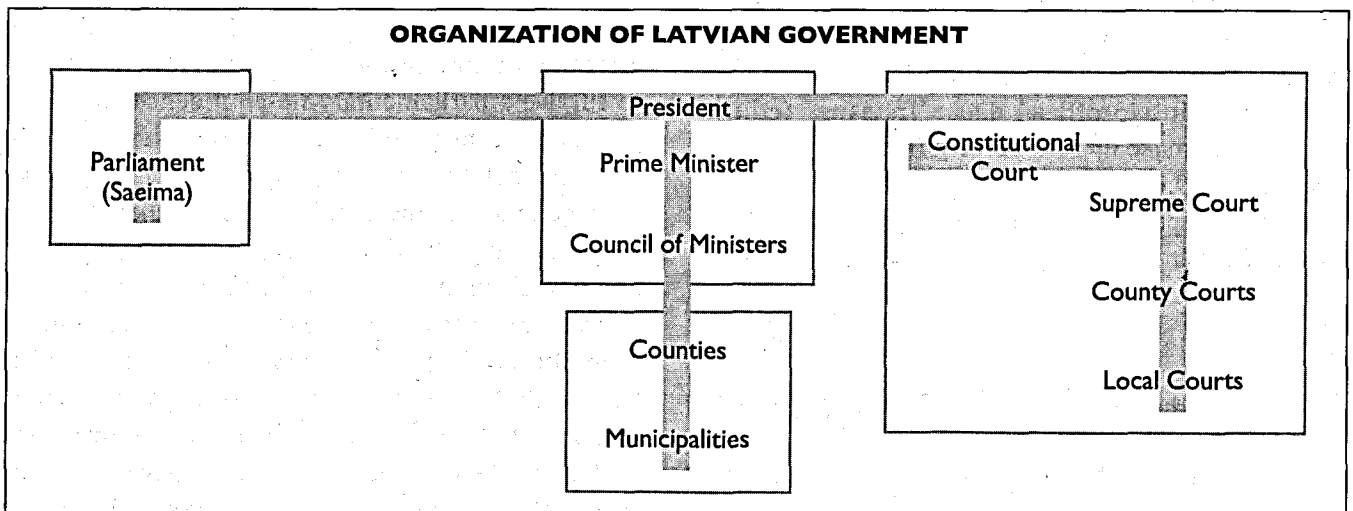 ORGANIZATION OF LATVIAN GOVERNMENT
Parliament
(Saeima)
President
Prime Minister
Council of Ministers
Counties
Municipalities
Constitutional
Court
Supreme Court
County Courts
Local Courts